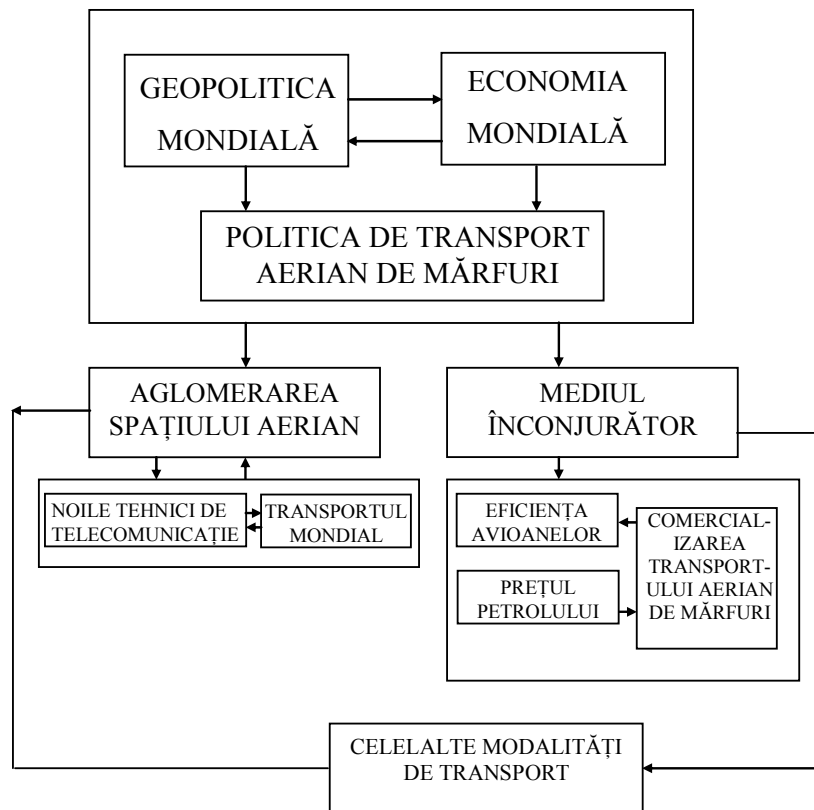 GEOPOLITICA
MONDIALĂ
ECONOMIA
MONDIALĂ
POLITICA DE TRANSPORT
AERIAN DE MĂRFURI
AGLOMERAREA
SPAȚIULUI AERIAN
MEDIUL
ÎNCONJURĂTOR
NOILE TEHNICI DE
TELECOMUNICAȚIE
TRANSPORTUL
MONDIAL
EFICIENȚA
AVIOANELOR
COMERCIAL-
IZAREA
TRANSPORT-
ULUI AERIAN
DE MĂRFURI
PREȚUL
PETROLULUI
CELELALTE MODALITĂȚI
DE TRANSPORT